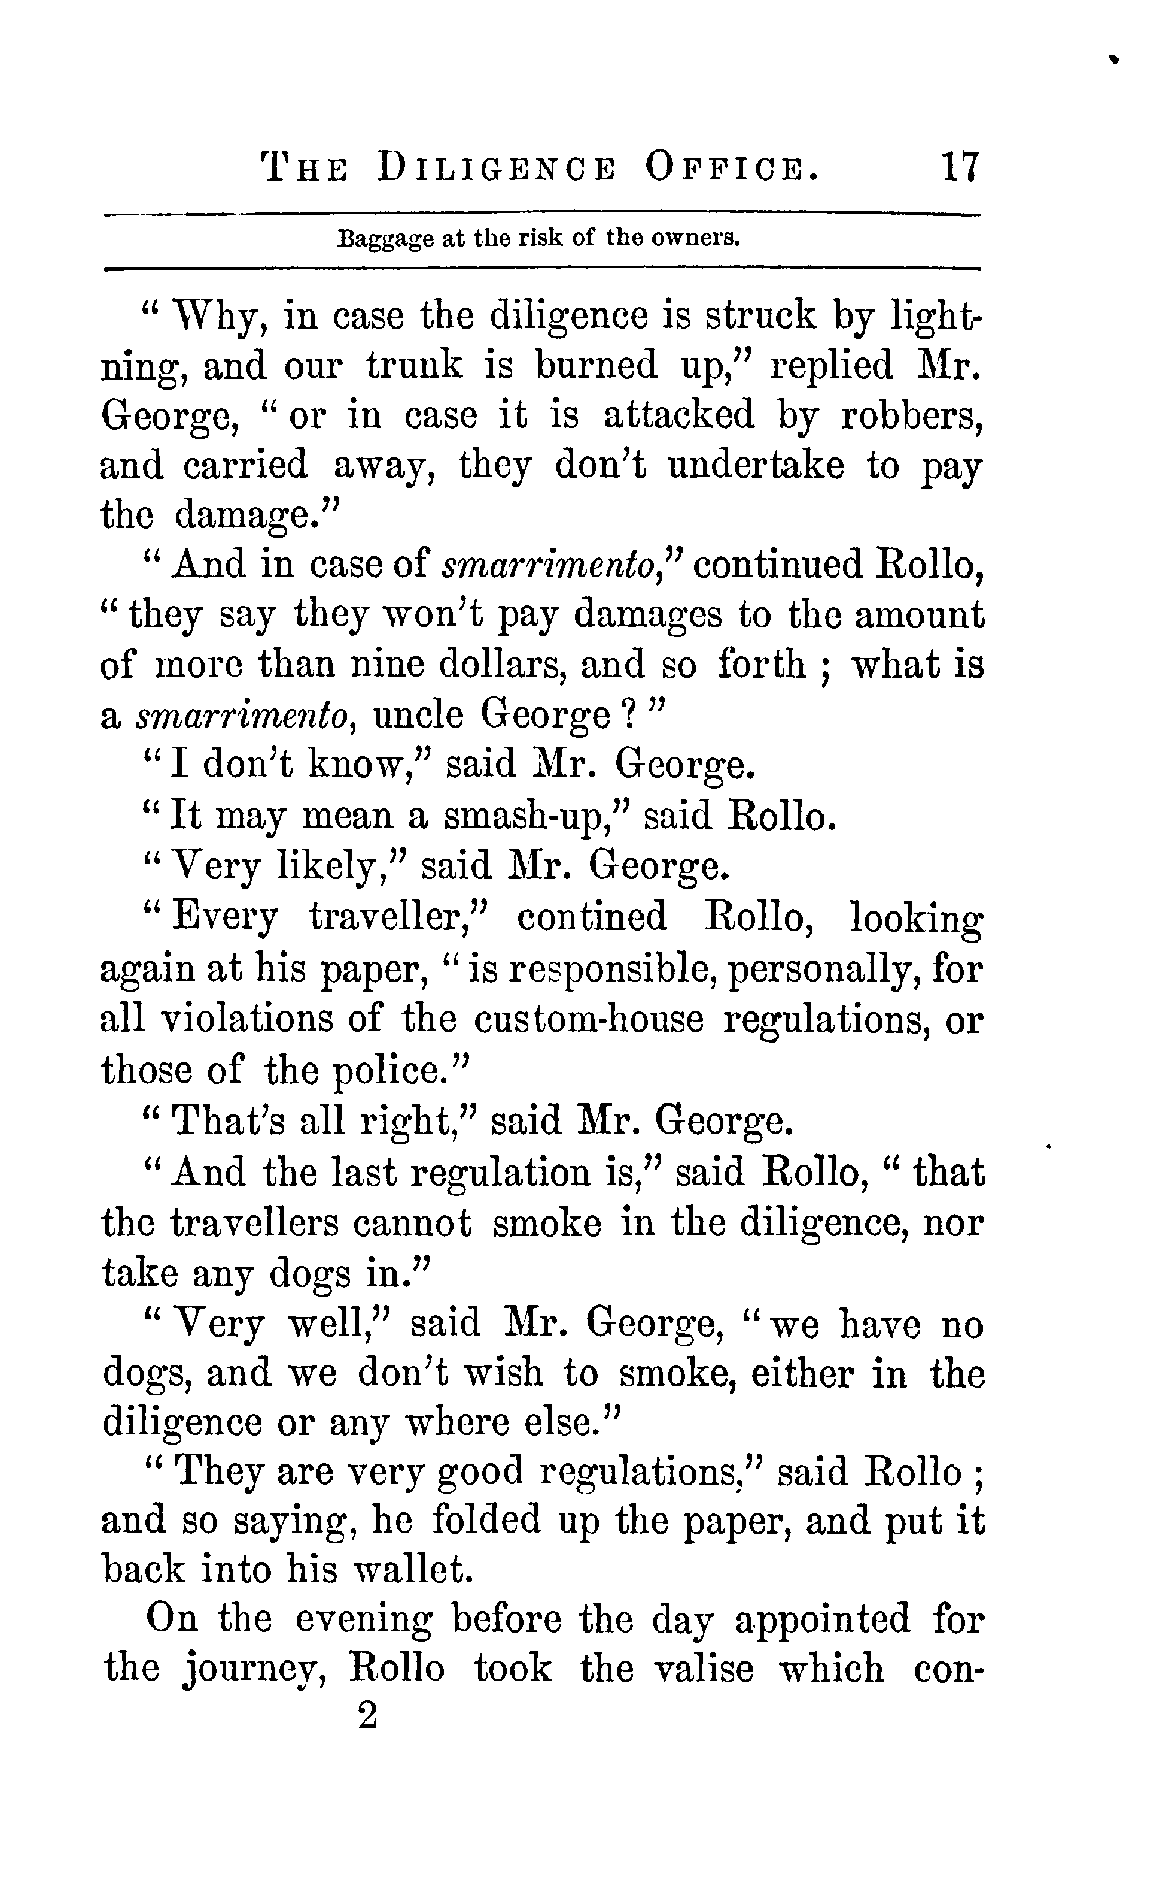 THE DILIGENCE OFFICE. 17
Baggage at the risk of the owners.
“ Why, in case the diligence is struck by light-
ning, and our trunk is burned up,” replied Mr.
George, “ or in case it is attacked by robbers,
and carried away, they don’t undertake to pay
the damage.”
“ And in case of smarrimento,” continued Rollo,
“ they say they won’t pay damages to the amount
of more than nine dollars, and so forth ; what is
a smarrimento, uncle George ? ”
“ I don’t know,” said Mr. George.
“ It may mean a smash-up,” said Rollo.
“ Very likely,” said Mr. George.
“ Every traveller,” contined Rollo, looking
again at his paper, “ is responsible, personally, for
all violations of the custom-house regulations, or
those of the police.”
“ That’s all right,” said Mr. George.
“ And the last regulation is,” said Rollo, “ that
the travellers cannot smoke in the diligence, nor
take any dogs in.”
“ Very well,” said Mr. George, “ we have no
dogs, and we don’t wish to smoke, either in the
diligence or any where else.”
“ They are very good regulations,” said Rollo ;
and so saying, he folded up the paper, and put it
back into his wallet.
On the evening before the day appointed for
the journey, Rollo took the valise which con-
2